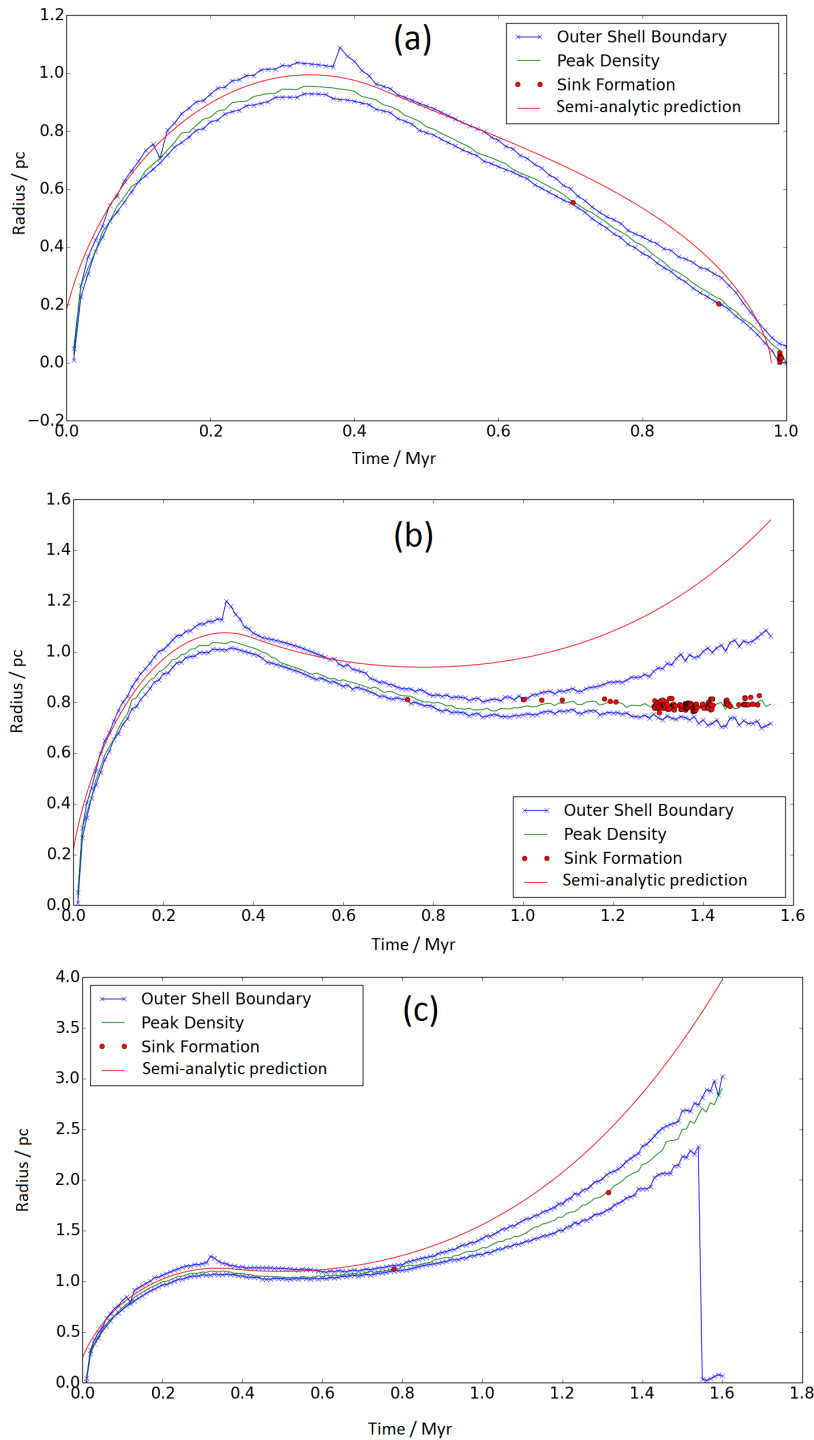 (a)
Outer Shell Boundary
Peak Density
Sink Formation
Semi-analytic prediction
1.2
1.0
0.8
0.6
0.4
0.2
0.0
−0.2
Radius / pc
0.0 0.2 0.4 0.6 0.8 1.0
Time / Myr
(b)
1.6
1.4
1.2
1.0
0.8
0.6
0.4
0.2
0.0
Radius / pc
Outer Shell Boundary
Peak Density
Sink Formation
Semi-analytic prediction
0.0 0.2 0.4 0.6 0.8 1.0 1.2 1.4 1.6
Time / Myr
(c)
Outer Shell Boundary
Peak Density
Sink Formation
Semi-analytic prediction
4.0
3.5
3.0
2.5
2.0
1.5
1.0
0.5
0.0
Radius / pc
0.0 0.2 0.4 0.6 0.8 1.0 1.2 1.4 1.6 1.8
Time / Myr